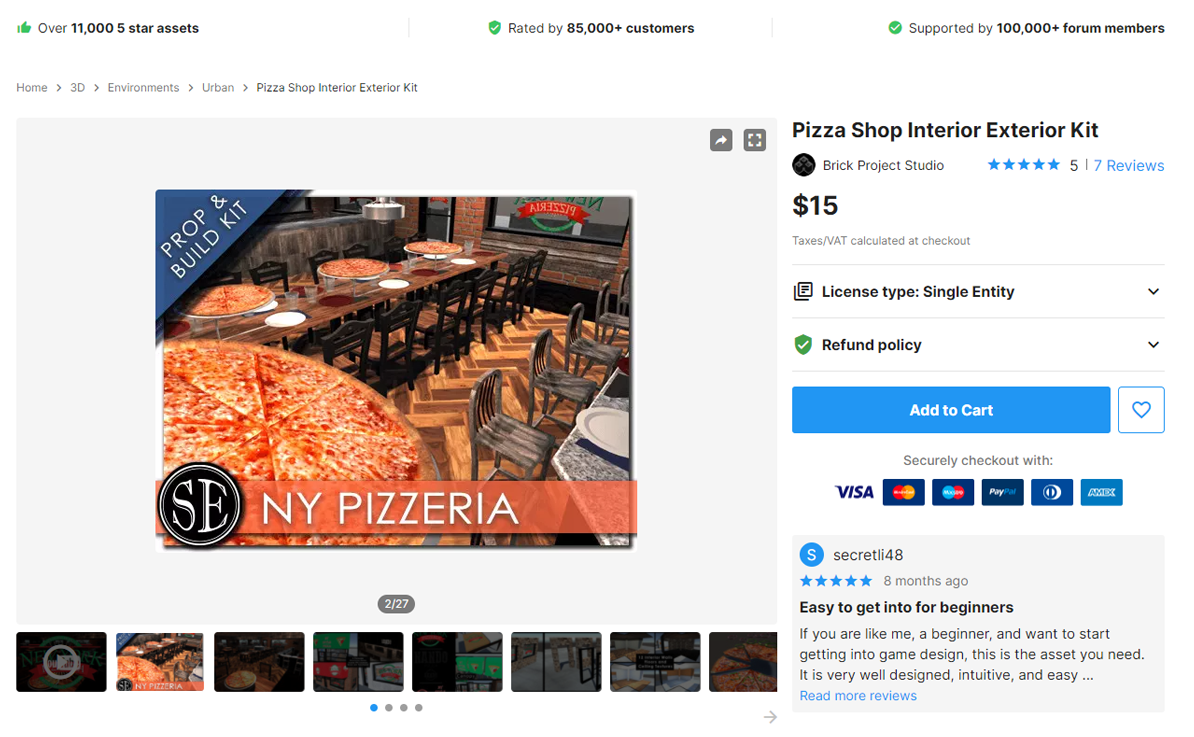 Over 11,000 5 star assets
Rated by 85,000+ customers
Supported by 100,000+ forum members
Home > 3D > Environments > Urban > Pizza Shop Interior Exterior Kit
PROP &
BUILD KIT
PIZZERIA
SE
NY PIZZERIA
2/27
NY PIZZERIA
Pizza Shop Interior Exterior Kit
Brick Project Studio
5 | 7 Reviews
$15
Taxes/VAT calculated at checkout
License type: Single Entity
Refund policy
Add to Cart
Securely checkout with:
VISA
PayPal
AMEX
S secretli48
8 months ago
Easy to get into for beginners
If you are like me, a beginner, and want to start
getting into game design, this is the asset you need.
It is very well designed, intuitive, and easy ...
Read more reviews